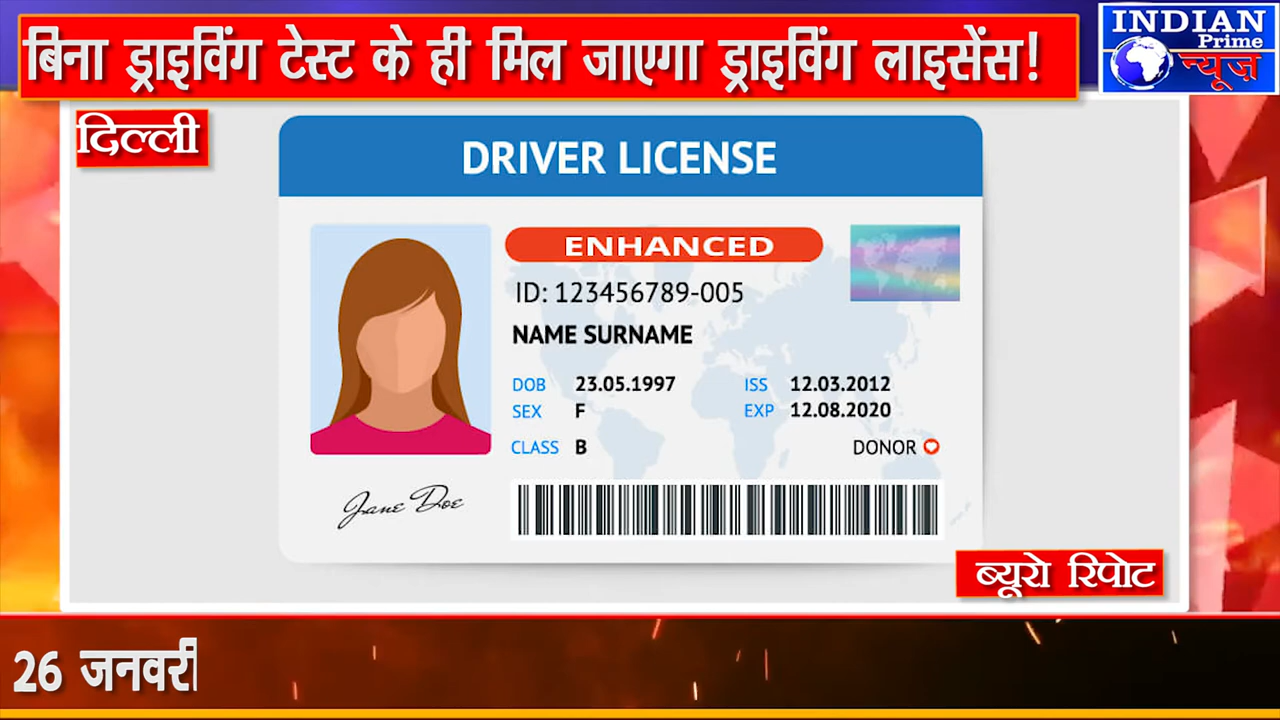 बिना ड्राइविंग टेस्ट के ही मिल जाएगा ड्राइविंग लाइसेंस!
INDIAN
Prime
न्यूज़
दिल्ली
DRIVER LICENSE
ENHANCED
ID: 123456789-005
NAME SURNAME
DOB 23.05.1997 ISS 12.03.2012
SEX F EXP 12.08.2020
CLASS B DONOR
Jane Doe
ब्यूरो रिपोट
26 जनवरी